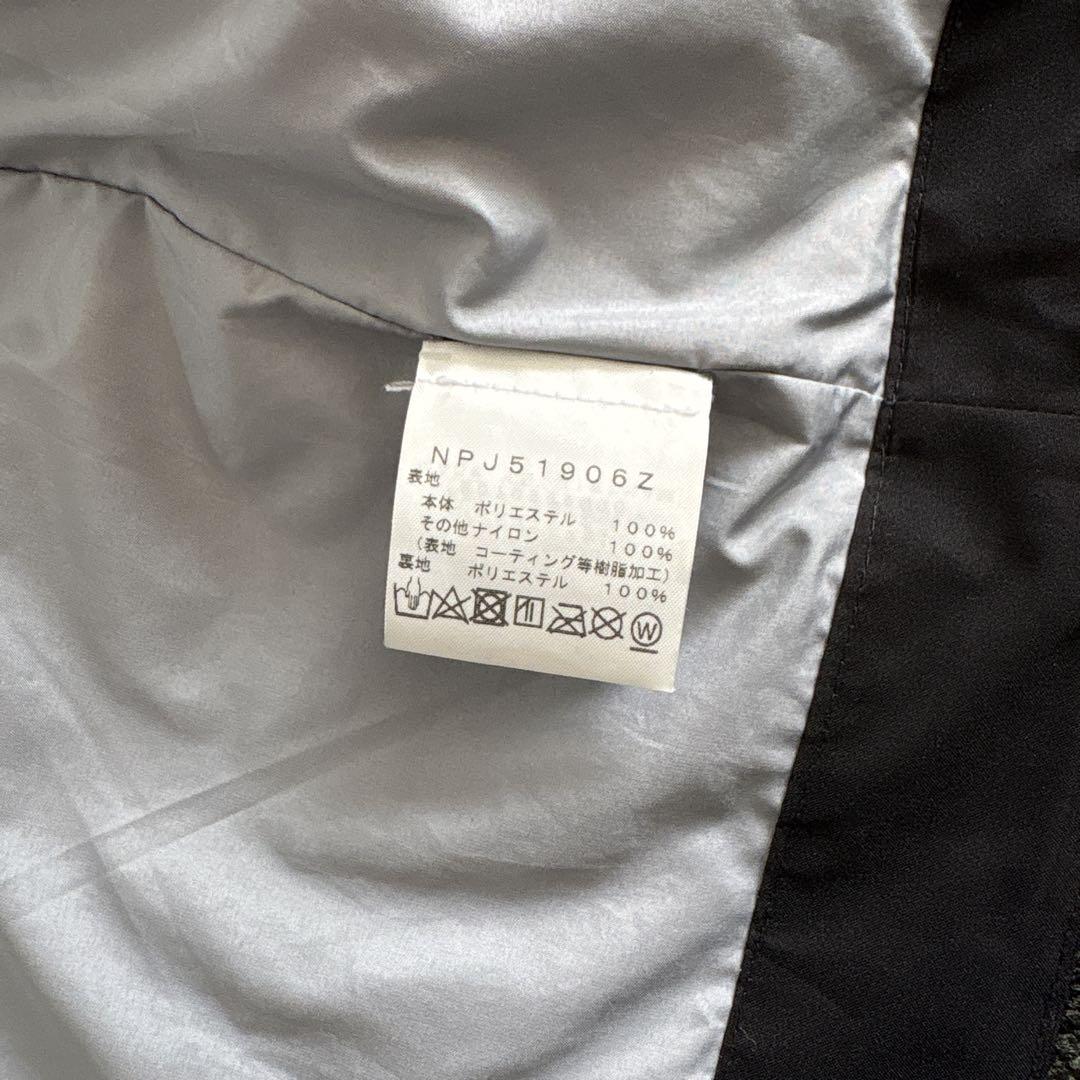 NPJ51906Z
表地
本体 ポリエステル 100%
その他 ナイロン 100%
(表地 コーティング等樹脂加工)
裏地 ポリエステル 100%
W